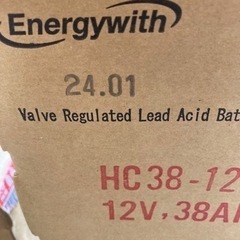 Energywith
24.01
Valve Regulated Lead Acid Bat
HC38-12
12V, 38A